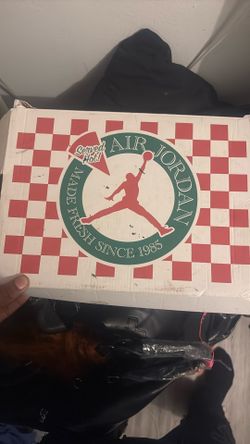 Served
Hot!
AIR JORDAN
MADE FRESH SINCE 1985